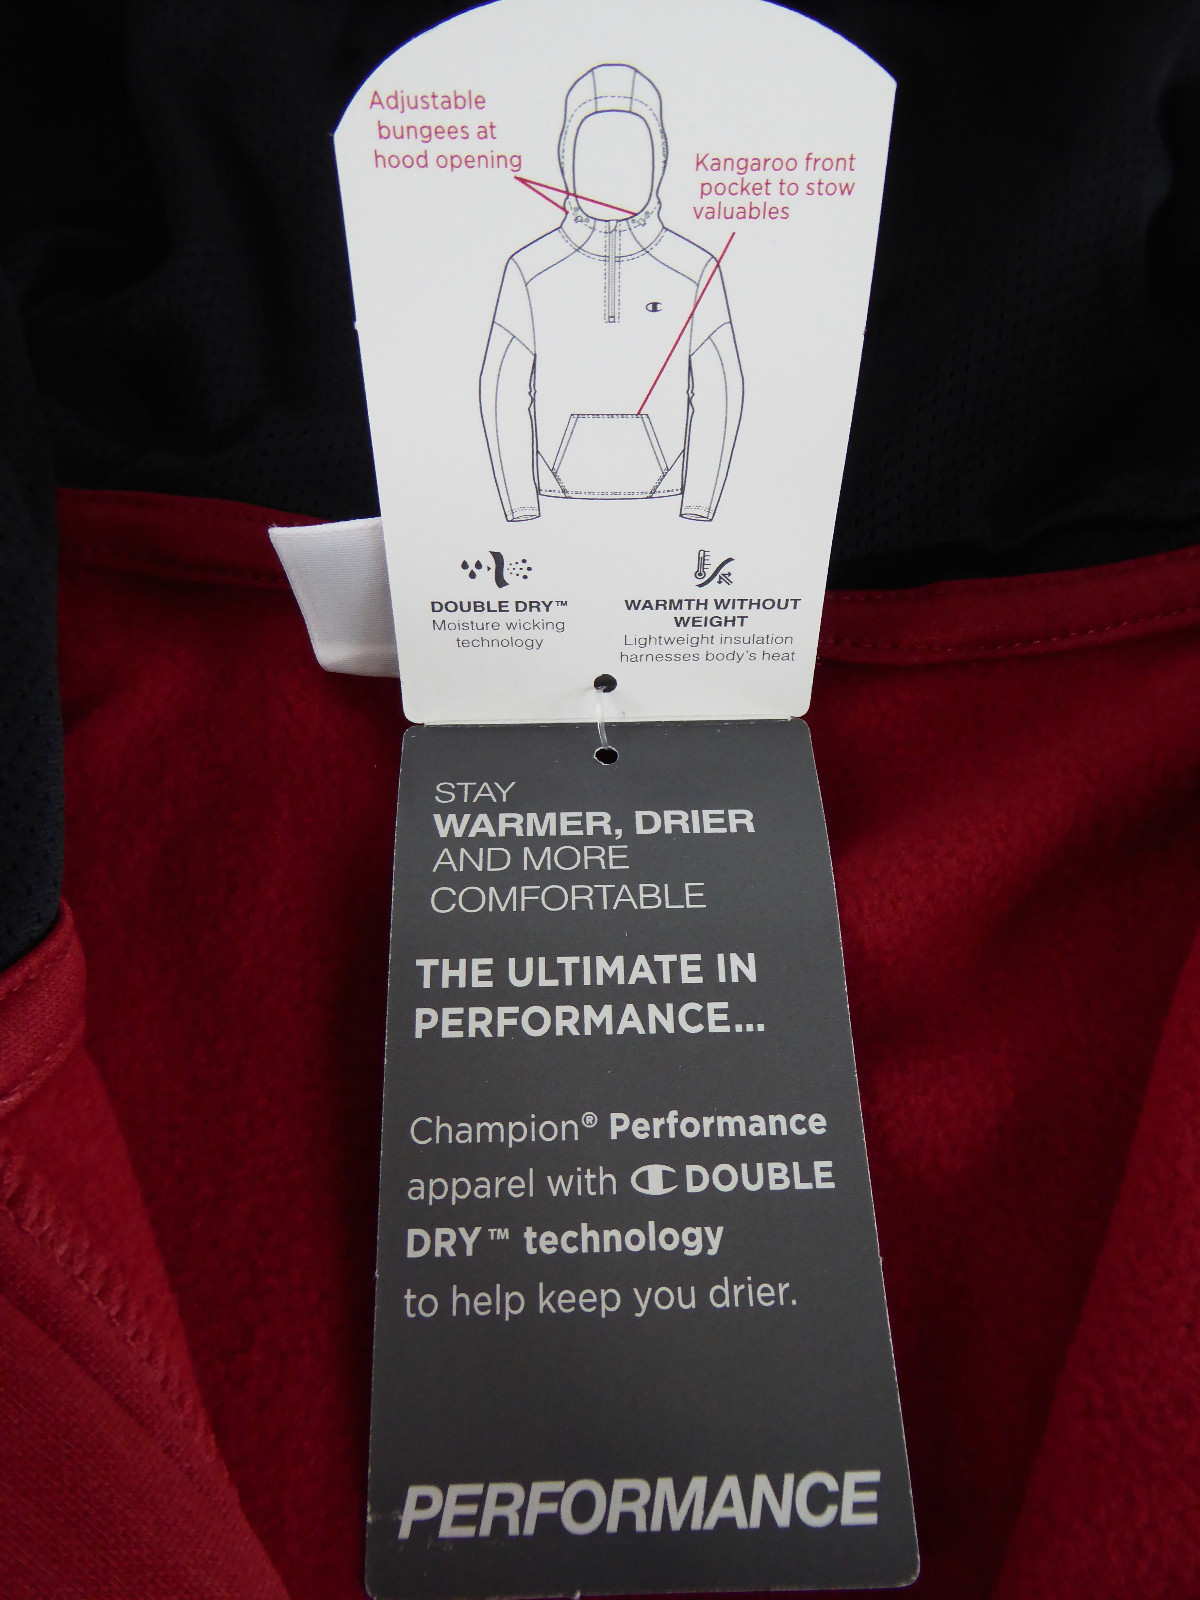 Adjustable
bungees at
hood opening
Kangaroo front
pocket to stow
valuables
DOUBLE DRY™
Moisture wicking
technology
WARMTH WITHOUT
WEIGHT
Lightweight insulation
harnesses body's heat
STAY
WARMER, DRIER
AND MORE
COMFORTABLE
THE ULTIMATE IN
PERFORMANCE...
Champion® Performance
apparel with DOUBLE
DRY™ technology
to help keep you drier.
PERFORMANCE